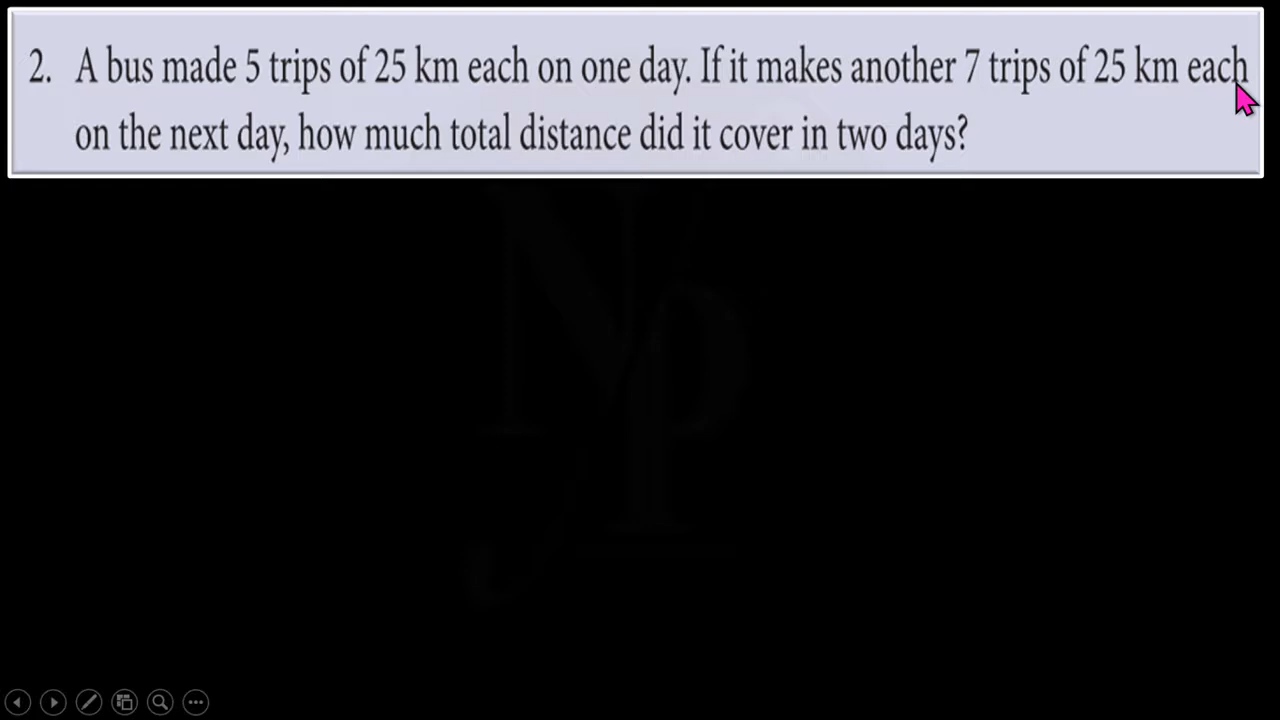 2. A bus made 5 trips of 25 km each on one day. If it makes another 7 trips of 25 km each
on the next day, how much total distance did it cover in two days?